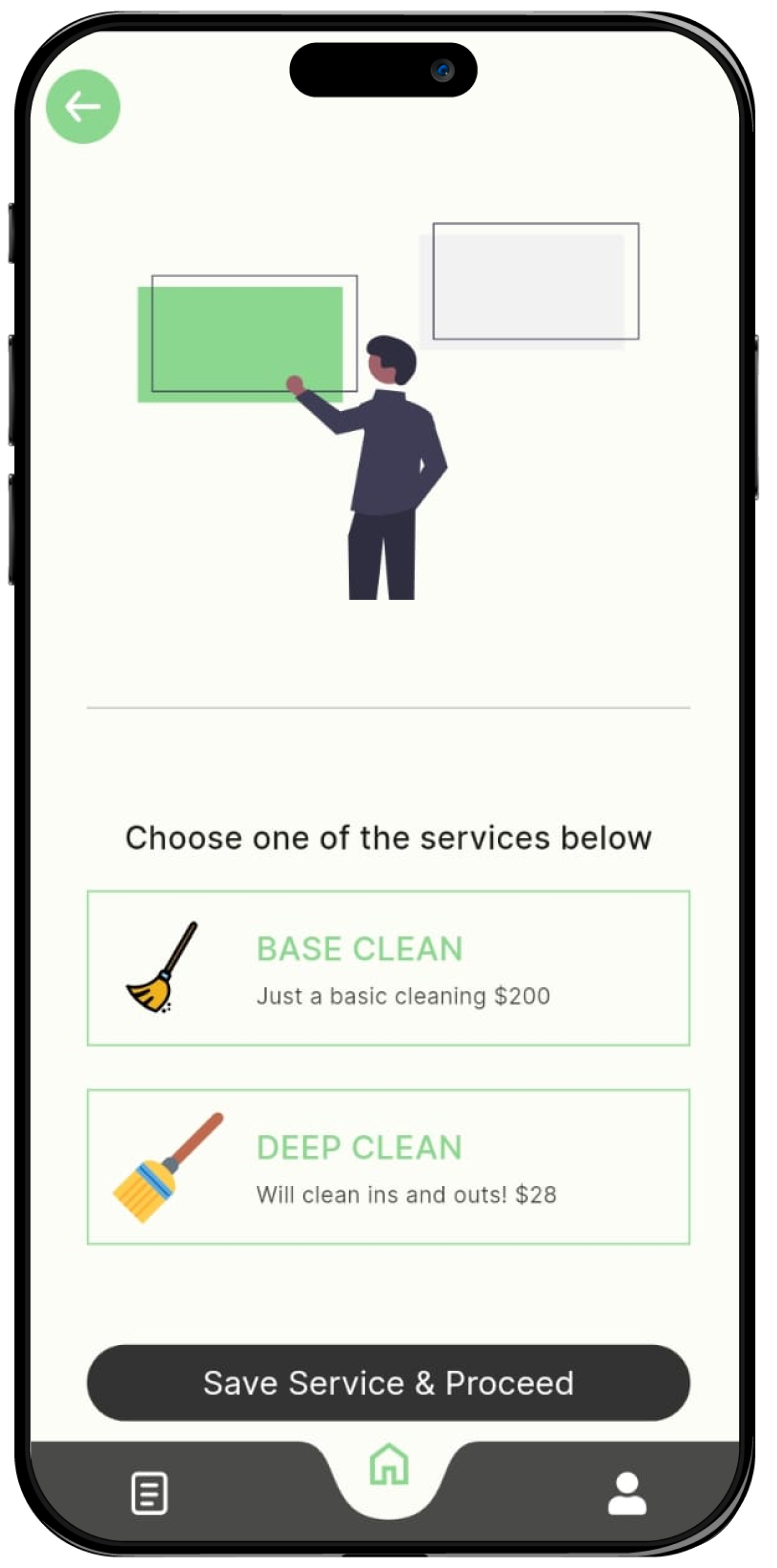 Choose one of the services below
BASE CLEAN
Just a basic cleaning $200
DEEP CLEAN
Will clean ins and outs! $28
Save Service & Proceed